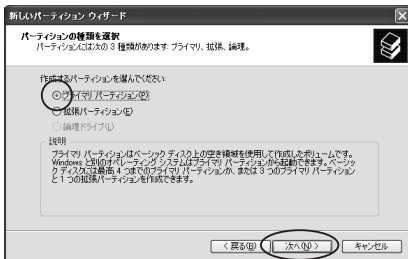 新しいパーティション ウィザード
パーティションの種類を選択
パーティションには次の 3 種類があります: プライマリ、拡張、論理。
作成するパーティションを選んでください:
プライマリ パーティション(P)
拡張パーティション(E)
論理ドライブ(L)
説明
プライマリ パーティションはベーシック ディスク上の空き領域を使用して作成したボリュームです。
Windows と別のオペレーティング システムはプライマリ パーティションから起動できます。ベーシッ
ク ディスクには最高 4 つまでのプライマリ パーティションか、または 3 つのプライマリ パーティション
と 1 つの拡張パーティションを作成できます。
< 戻る(B)
次へ(N) >
キャンセル